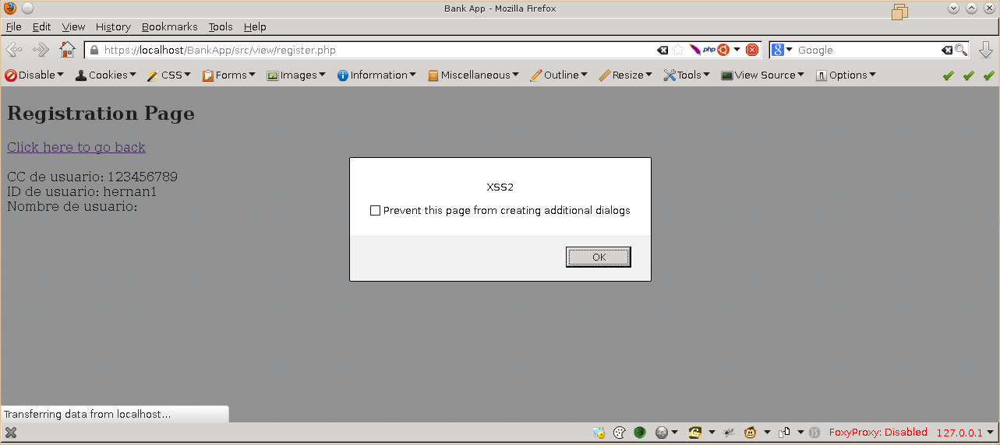 Bank App - Mozilla Firefox
File Edit View History Bookmarks Tools Help
https://localhost/BankApp/src/view/register.php php Google
Disable Cookies CSS Forms Images Information Miscellaneous Outline Resize Tools View Source Options
Registration Page
Click here to go back
CC de usuario: 123456789
ID de usuario: hernan1
Nombre de usuario:
XSS2
Prevent this page from creating additional dialogs
OK
Transferring data from localhost...
FoxyProxy: Disabled 127.0.0.1